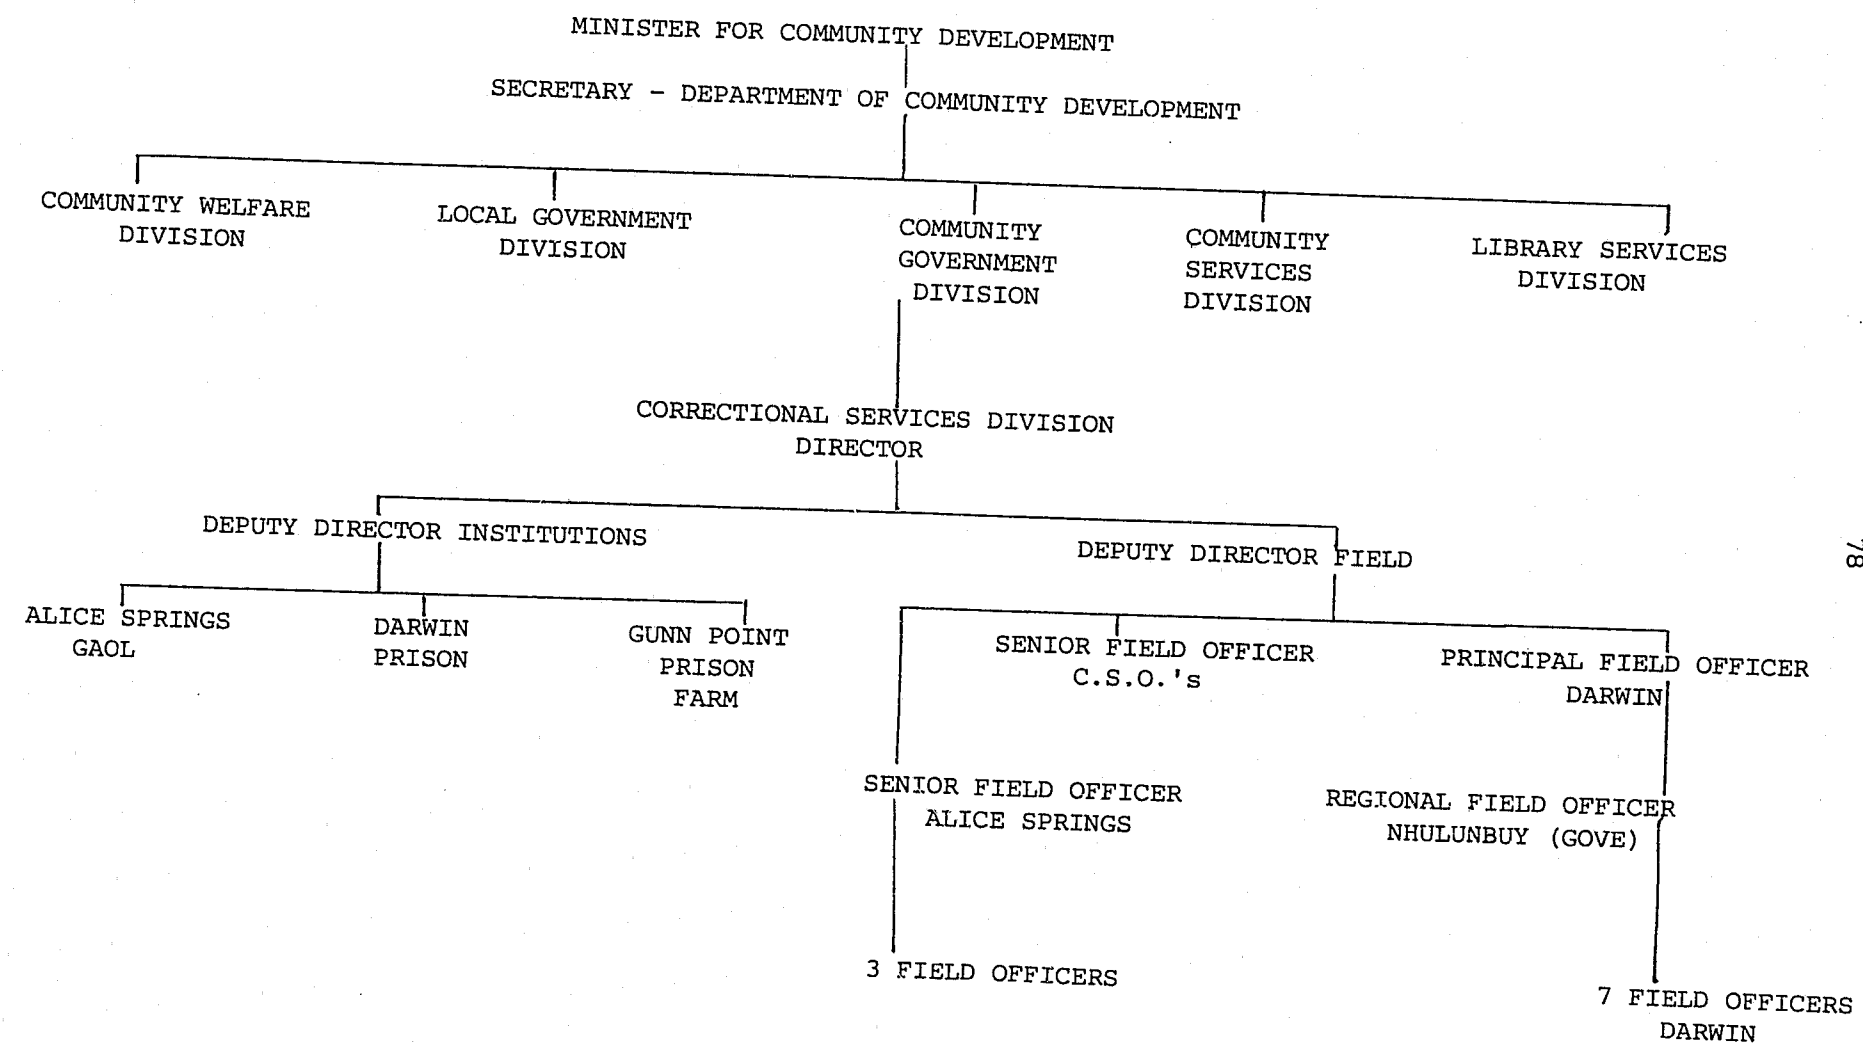 MINISTER FOR COMMUNITY DEVELOPMENT
SECRETARY - DEPARTMENT OF COMMUNITY DEVELOPMENT
COMMUNITY WELFARE
DIVISION
LOCAL GOVERNMENT
DIVISION
COMMUNITY
GOVERNMENT
DIVISION
COMMUNITY
SERVICES
DIVISION
LIBRARY SERVICES
DIVISION
CORRECTIONAL SERVICES DIVISION
DIRECTOR
DEPUTY DIRECTOR INSTITUTIONS
DEPUTY DIRECTOR FIELD
78
ALICE SPRINGS
GAOL
DARWIN
PRISON
GUNN POINT
PRISON
FARM
SENIOR FIELD OFFICER
C.S.O.'s
PRINCIPAL FIELD OFFICER
DARWIN
SENIOR FIELD OFFICER
ALICE SPRINGS
REGIONAL FIELD OFFICER
NHULUNBUY (GOVE)
3 FIELD OFFICERS
7 FIELD OFFICERS
DARWIN